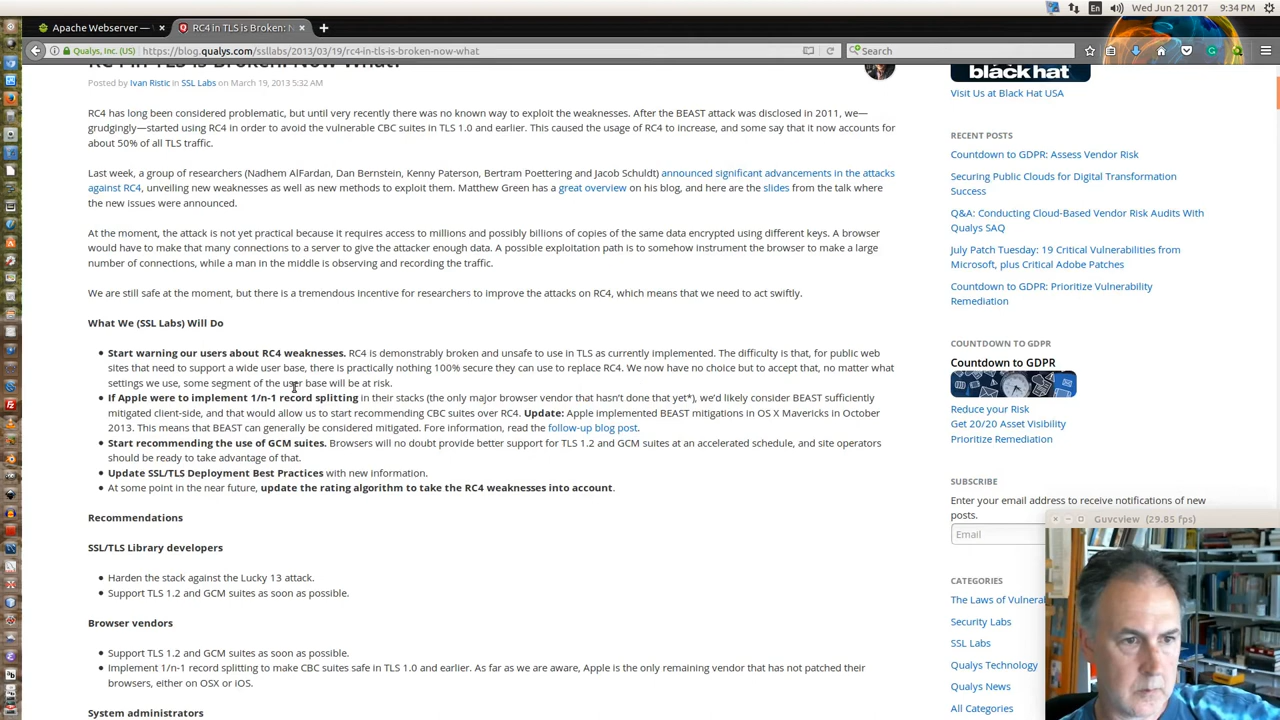 En
Wed Jun 21 2017
9:34 PM
Apache Webserver —
RC4 in TLS is Broken: N
Qualys, Inc. (US)
https://blog.qualys.com/ssllabs/2013/03/19/rc4-in-tls-is-broken-now-what
Search
RC4 in TLS is Broken: Now What?
Posted by Ivan Ristic in SSL Labs on March 19, 2013 5:32 AM
RC4 has long been considered problematic, but until very recently there was no known way to exploit the weaknesses. After the BEAST attack was disclosed in 2011, we—
grudgingly—started using RC4 in order to avoid the vulnerable CBC suites in TLS 1.0 and earlier. This caused the usage of RC4 to increase, and some say that it now accounts for
about 50% of all TLS traffic.
Last week, a group of researchers (Nadhem AlFardan, Dan Bernstein, Kenny Paterson, Bertram Poettering and Jacob Schuldt) announced significant advancements in the attacks
against RC4, unveiling new weaknesses as well as new methods to exploit them. Matthew Green has a great overview on his blog, and here are the slides from the talk where
the new issues were announced.
At the moment, the attack is not yet practical because it requires access to millions and possibly billions of copies of the same data encrypted using different keys. A browser
would have to make that many connections to a server to give the attacker enough data. A possible exploitation path is to somehow instrument the browser to make a large
number of connections, while a man in the middle is observing and recording the traffic.
We are still safe at the moment, but there is a tremendous incentive for researchers to improve the attacks on RC4, which means that we need to act swiftly.
What We (SSL Labs) Will Do
• Start warning our users about RC4 weaknesses. RC4 is demonstrably broken and unsafe to use in TLS as currently implemented. The difficulty is that, for public web
sites that need to support a wide user base, there is practically nothing 100% secure they can use to replace RC4. We now have no choice but to accept that, no matter what
settings we use, some segment of the user base will be at risk.
• If Apple were to implement 1/n-1 record splitting in their stacks (the only major browser vendor that hasn't done that yet*), we'd likely consider BEAST sufficiently
mitigated client-side, and that would allow us to start recommending CBC suites over RC4. Update: Apple implemented BEAST mitigations in OS X Mavericks in October
2013. This means that BEAST can generally be considered mitigated. Fore information, read the follow-up blog post.
• Start recommending the use of GCM suites. Browsers will no doubt provide better support for TLS 1.2 and GCM suites at an accelerated schedule, and site operators
should be ready to take advantage of that.
• Update SSL/TLS Deployment Best Practices with new information.
• At some point in the near future, update the rating algorithm to take the RC4 weaknesses into account.
Recommendations
SSL/TLS Library developers
• Harden the stack against the Lucky 13 attack.
• Support TLS 1.2 and GCM suites as soon as possible.
Browser vendors
• Support TLS 1.2 and GCM suites as soon as possible.
• Implement 1/n-1 record splitting to make CBC suites safe in TLS 1.0 and earlier. As far as we are aware, Apple is the only remaining vendor that has not patched their
browsers, either on OSX or iOS.
System administrators
black hat
Visit Us at Black Hat USA
RECENT POSTS
Countdown to GDPR: Assess Vendor Risk
Securing Public Clouds for Digital Transformation
Success
Q&A: Conducting Cloud-Based Vendor Risk Audits With
Qualys SAQ
July Patch Tuesday: 19 Critical Vulnerabilities from
Microsoft, plus Critical Adobe Patches
Countdown to GDPR: Prioritize Vulnerability
Remediation
COUNTDOWN TO GDPR
Countdown to GDPR
Reduce your Risk
Get 20/20 Asset Visibility
Prioritize Remediation
SUBSCRIBE
Enter your email address to receive notifications of new
posts.
Email
Guvcview (29.85 fps)
CATEGORIES
The Laws of Vulnera
Security Labs
SSL Labs
Qualys Technology
Qualys News
All Categories